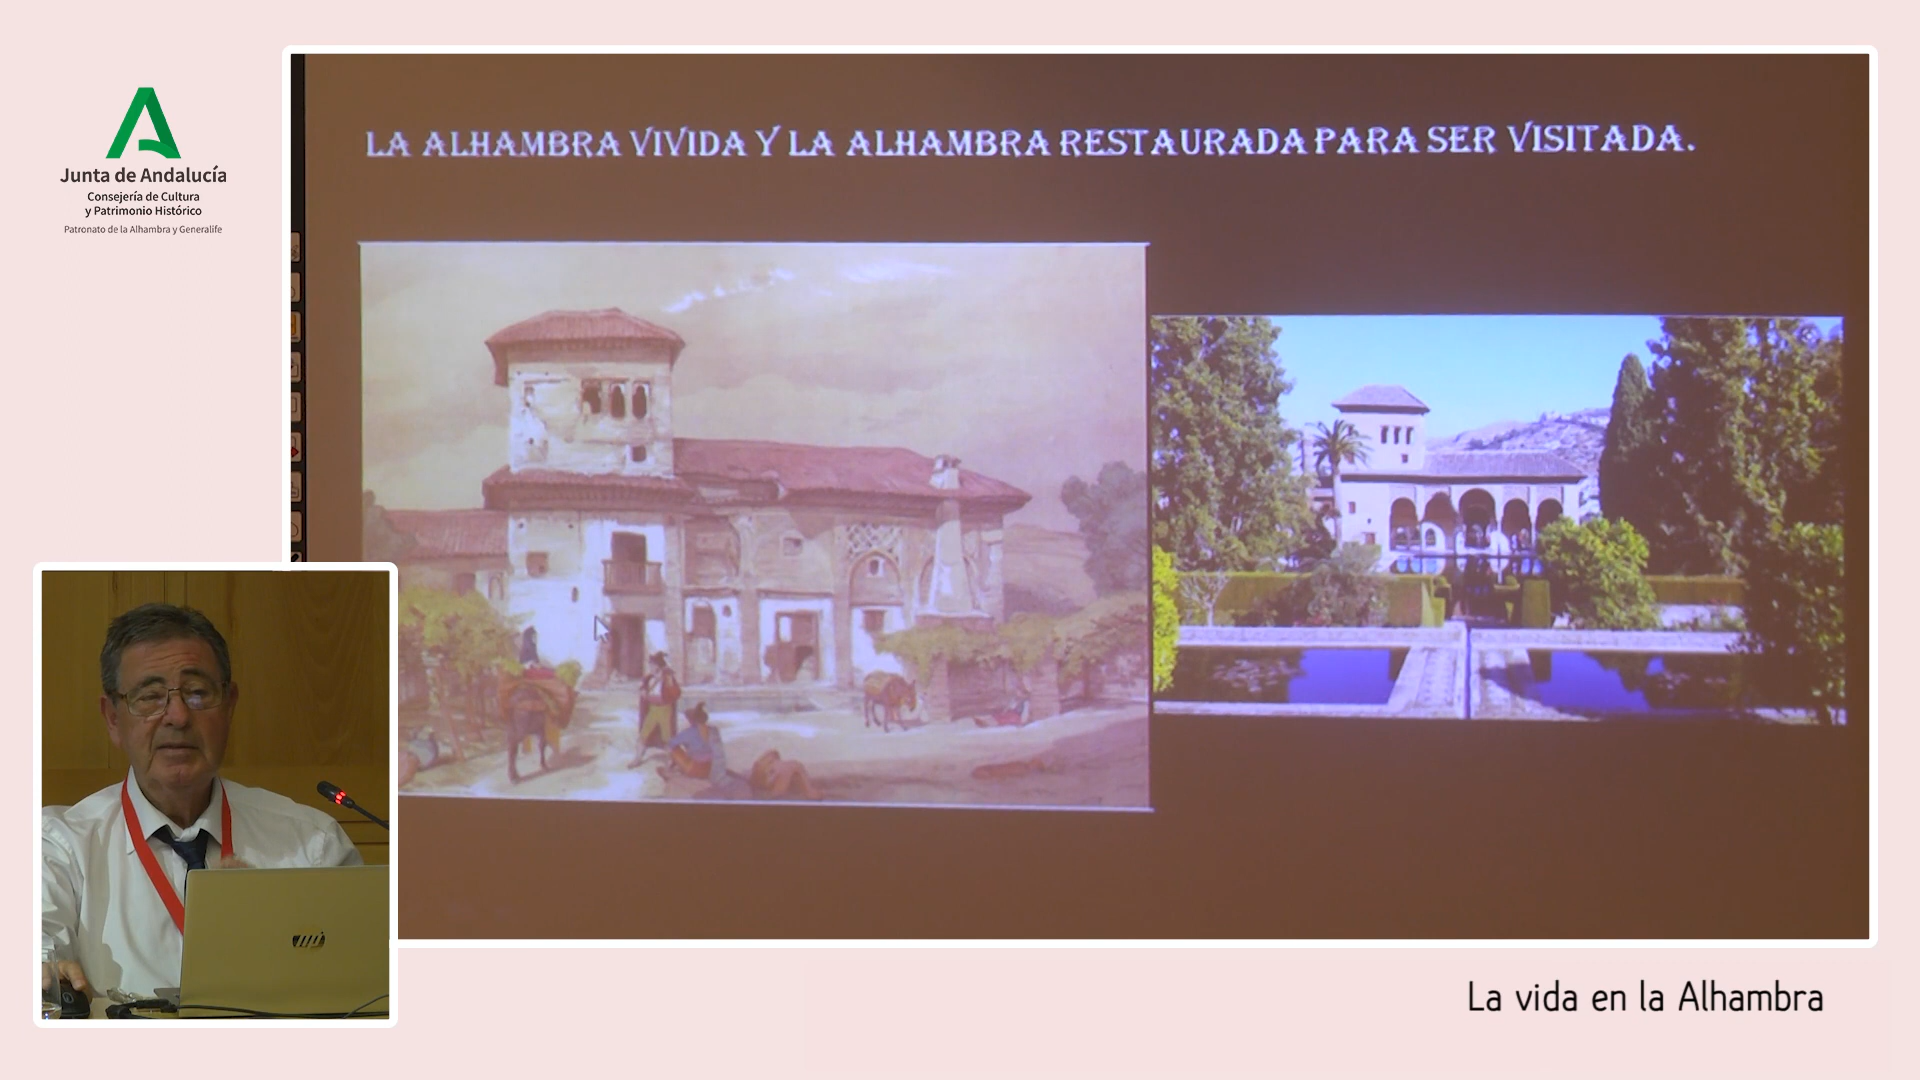 Junta de Andalucía
Consejería de Cultura
y Patrimonio Histórico
Patronato de la Alhambra y Generalife
LA ALHAMBRA VIVIDA Y LA ALHAMBRA RESTAURADA PARA SER VISITADA.
hp
La vida en la Alhambra